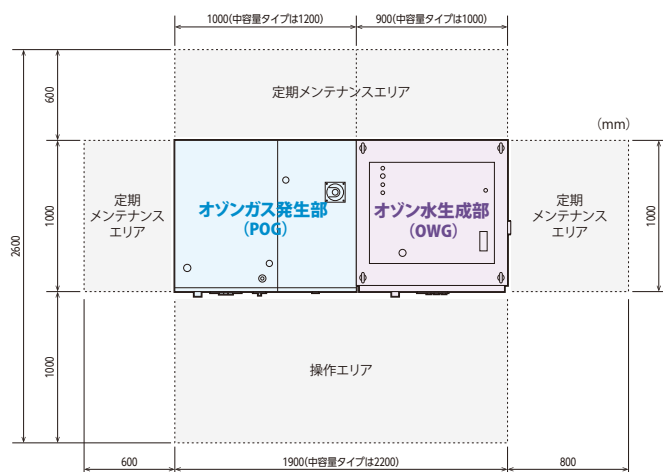 1000(中容量タイプは1200)
900(中容量タイプは1000)
600
定期メンテナンスエリア
(mm)
2600
1000
定期
メンテナンス
エリア
オゾンガス発生部
(POG)
オゾン水生成部
(OWG)
定期
メンテナンス
エリア
1000
1000
操作エリア
600
1900(中容量タイプは2200)
800